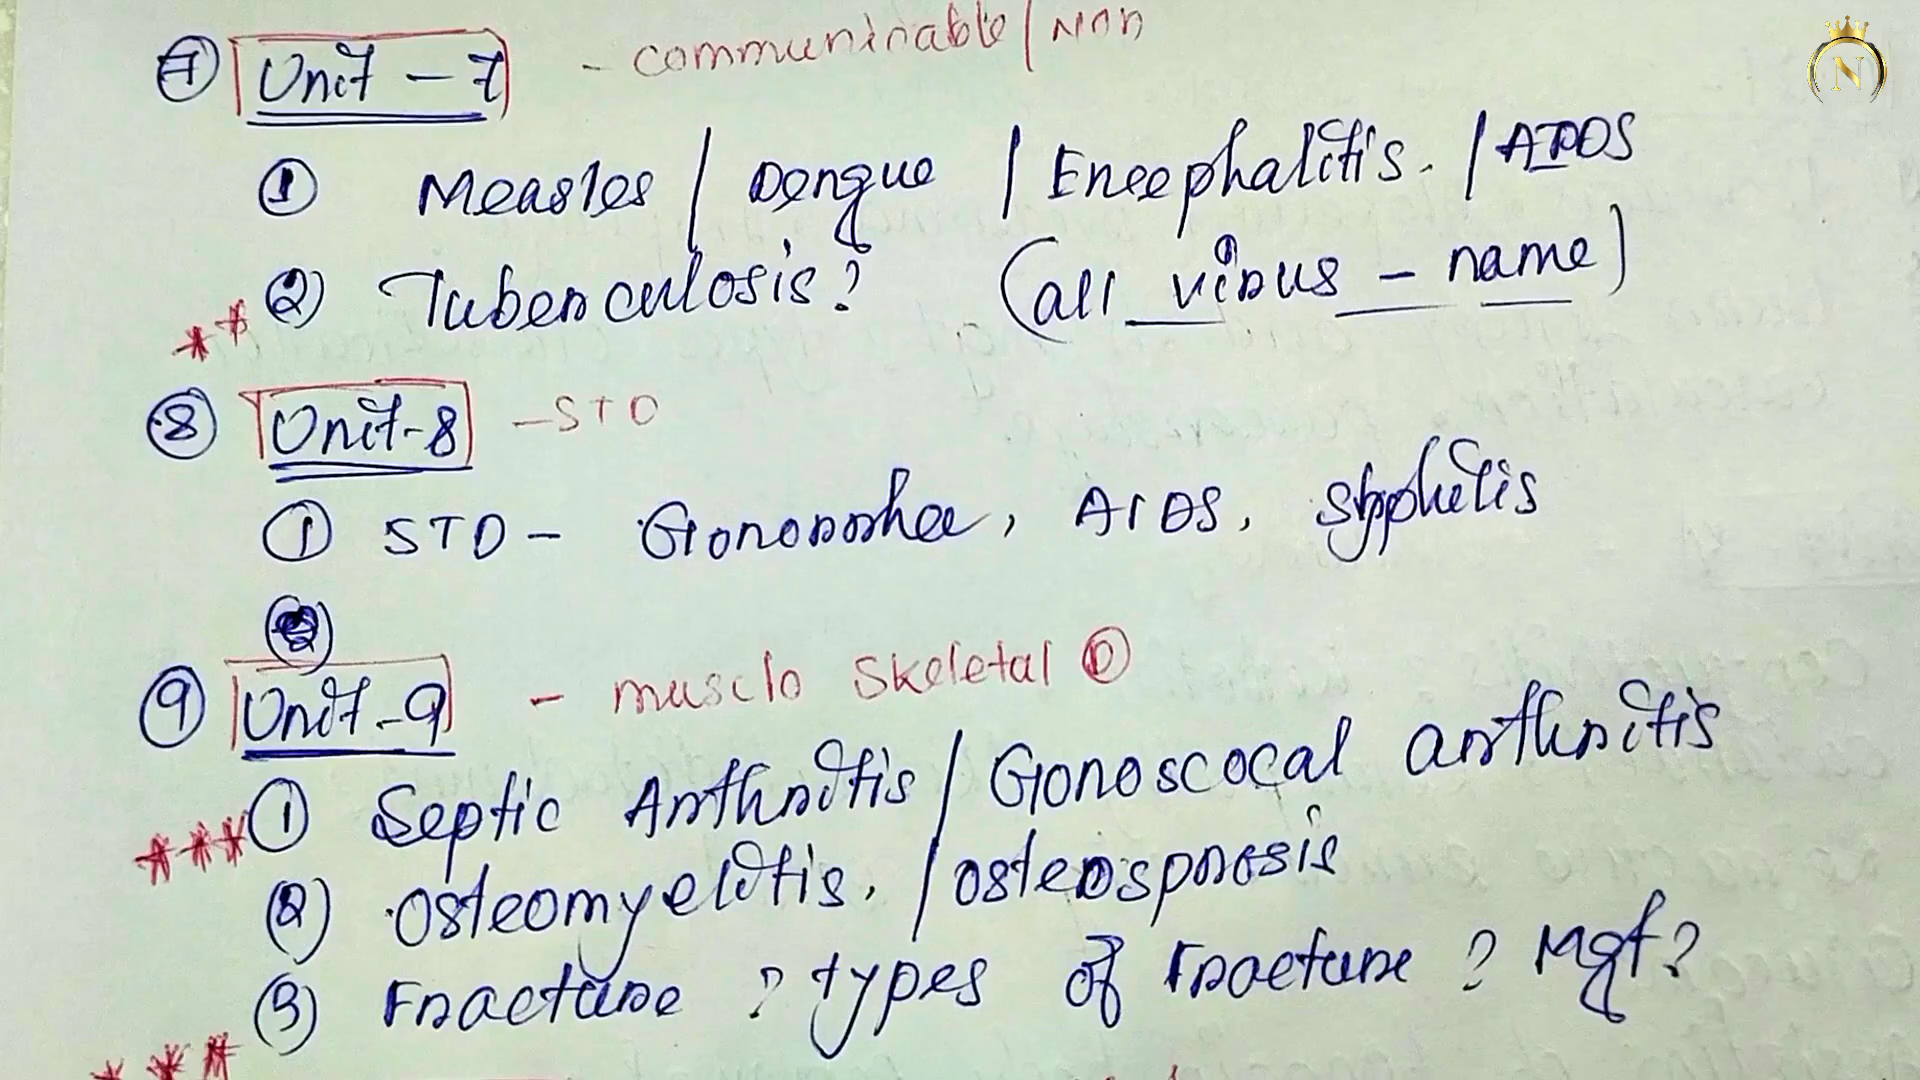 ⑦ Unit - 7 - communicable / Non
① Measles / Dengue / Encephalitis. / AIDS
** ② Tuberculosis? (all virus - name)
⑧ Unit-8 - STD
① STD - Gonorrhea, AIDS, Syphilis
⑨ Unit-9 - musclo Skeletal Ⓓ
*** ① Septic Arthritis / Gonoscocal arthritis
② Osteomyelitis. / Osteosporosis
③ Fracture? types of Fracture? Mgt?
***
N